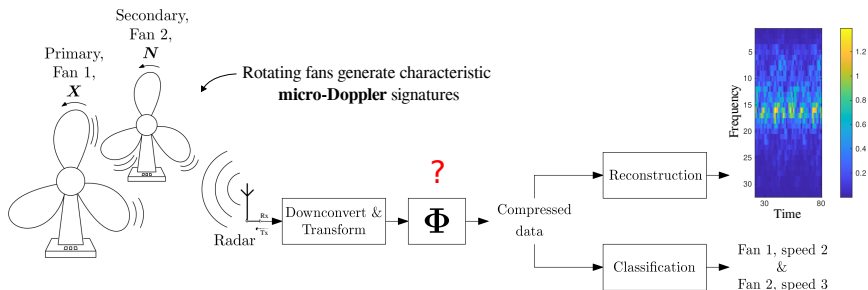 Secondary,
Fan 2,
N
Primary,
Fan 1,
X
Rotating fans generate characteristic
micro-Doppler signatures
Radar
Rx
Tx
Downconvert &
Transform
?
Φ
Compressed
data
Reconstruction
Classification
Frequency
5
10
15
20
25
30
30
80
Time
1.2
1
0.8
0.6
0.4
0.2
Fan 1, speed 2
&
Fan 2, speed 3